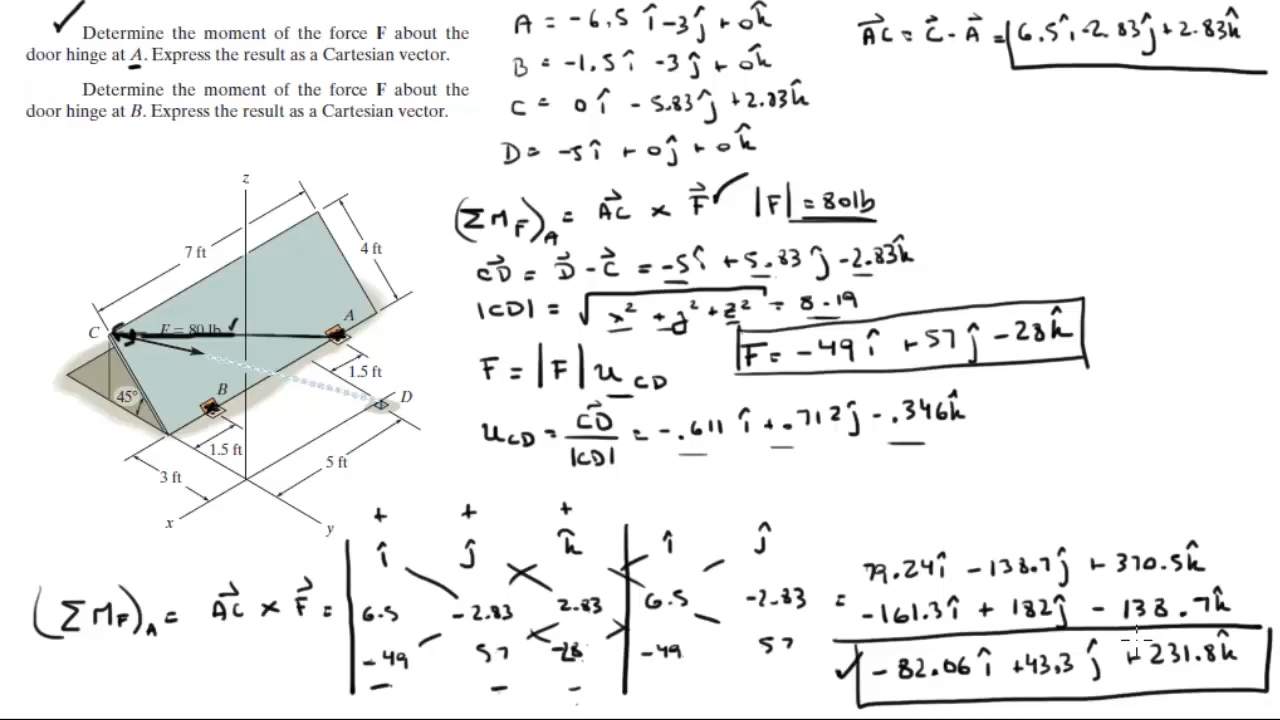 Determine the moment of the force F about the
door hinge at A. Express the result as a Cartesian vector.
Determine the moment of the force F about the
door hinge at B. Express the result as a Cartesian vector.
A = -6.5 î -3ĵ + 0k̂
B = -1.5î -3ĵ + 0k̂
C = 0î - 5.83ĵ + 2.83k̂
D = -5î + 0ĵ + 0k̂
AC = C - A = 6.5î - 2.83ĵ + 2.83k̂
(ΣM_F)_A = AC × F ✓ |F| = 80lb
CD = D - C = -5î + 5.83ĵ - 2.83k̂
|CD| = √(x² + y² + z²) = 8.19
F = |F| u_CD
F = -49î + 57ĵ - 28k̂
u_CD = CD / |CD| = -.611 î + .712ĵ - .346k̂
z
7 ft
4 ft
C
F = 80 lb
A
1.5 ft
B
D
45°
1.5 ft
5 ft
3 ft
x
y
+ + +
î ĵ k̂ î ĵ
(ΣM_F)_A = AC × F = 6.5 -2.83 2.83 6.5 -2.83 =
-49 57 -28 -49 57
79.24î - 138.7ĵ + 370.5k̂
-161.3î + 182ĵ - 138.7k̂
✓ -82.06î + 43.3ĵ + 231.8k̂